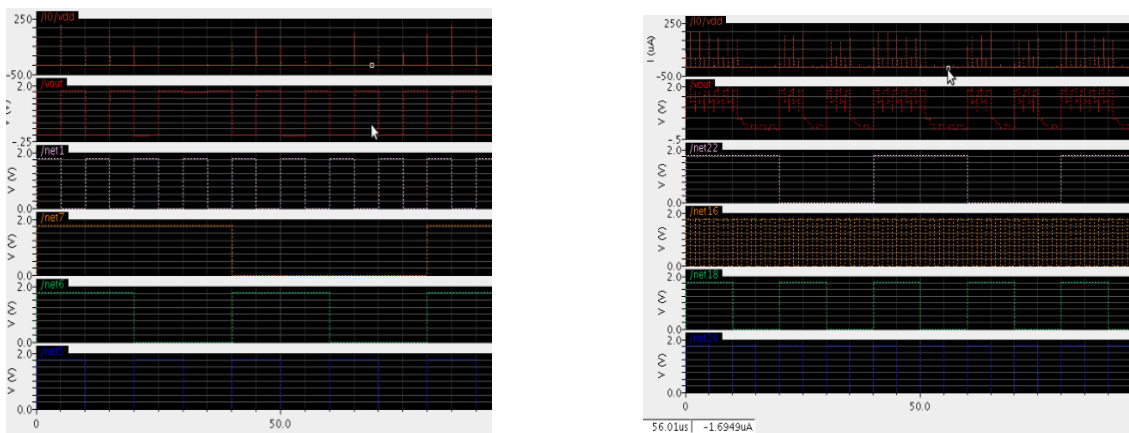 250
/I0/vdd
-50.0
2.0
/vout
V (V)
-.25
/net1
V (V)
0.0
2.0
/net7
V (V)
0.0
2.0
/net6
V (V)
0.0
2.0
V (V)
0.0
0
50.0
250
/I0/vdd
I (uA)
-50.0
2.0
/vout
V (V)
-.5
2.0
/net22
V (V)
0.0
2.0
/net16
V (V)
0.0
2.0
/net18
V (V)
0.0
2.0
V (V)
0.0
0
50.0
56.01us
-1.6949uA